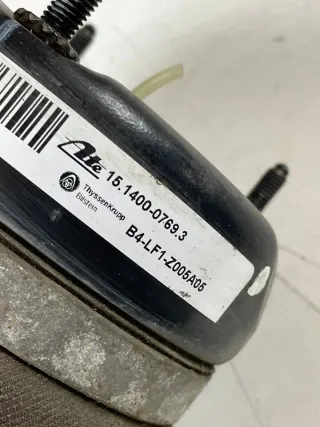 Ate 15.1400-0769.3
ThyssenKrupp
Bilstein
B4-LF1-Z005A05